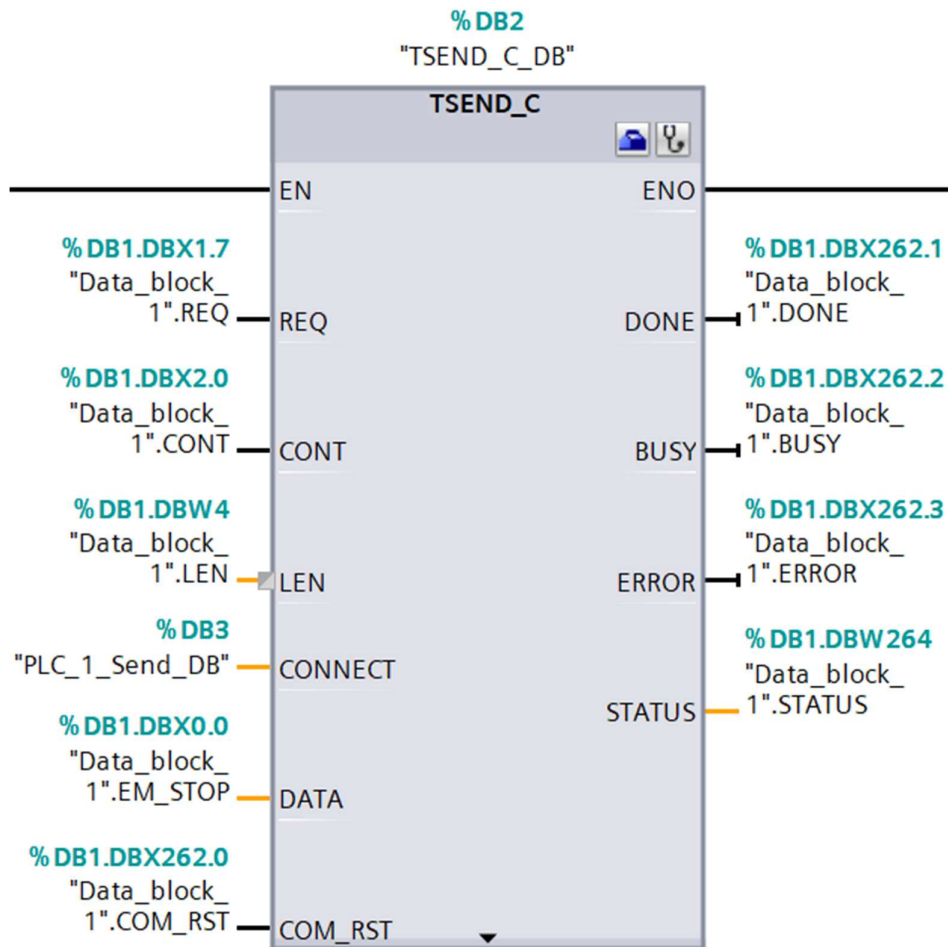 %DB2
"TSEND_C_DB"
TSEND_C
EN
ENO
%DB1.DBX1.7
"Data_block_
1".REQ
REQ
DONE
%DB1.DBX262.1
"Data_block_
1".DONE
%DB1.DBX2.0
"Data_block_
1".CONT
CONT
BUSY
%DB1.DBX262.2
"Data_block_
1".BUSY
%DB1.DBW4
"Data_block_
1".LEN
LEN
ERROR
%DB1.DBX262.3
"Data_block_
1".ERROR
%DB3
"PLC_1_Send_DB"
CONNECT
STATUS
%DB1.DBW264
"Data_block_
1".STATUS
%DB1.DBX0.0
"Data_block_
1".EM_STOP
DATA
%DB1.DBX262.0
"Data_block_
1".COM_RST
COM_RST